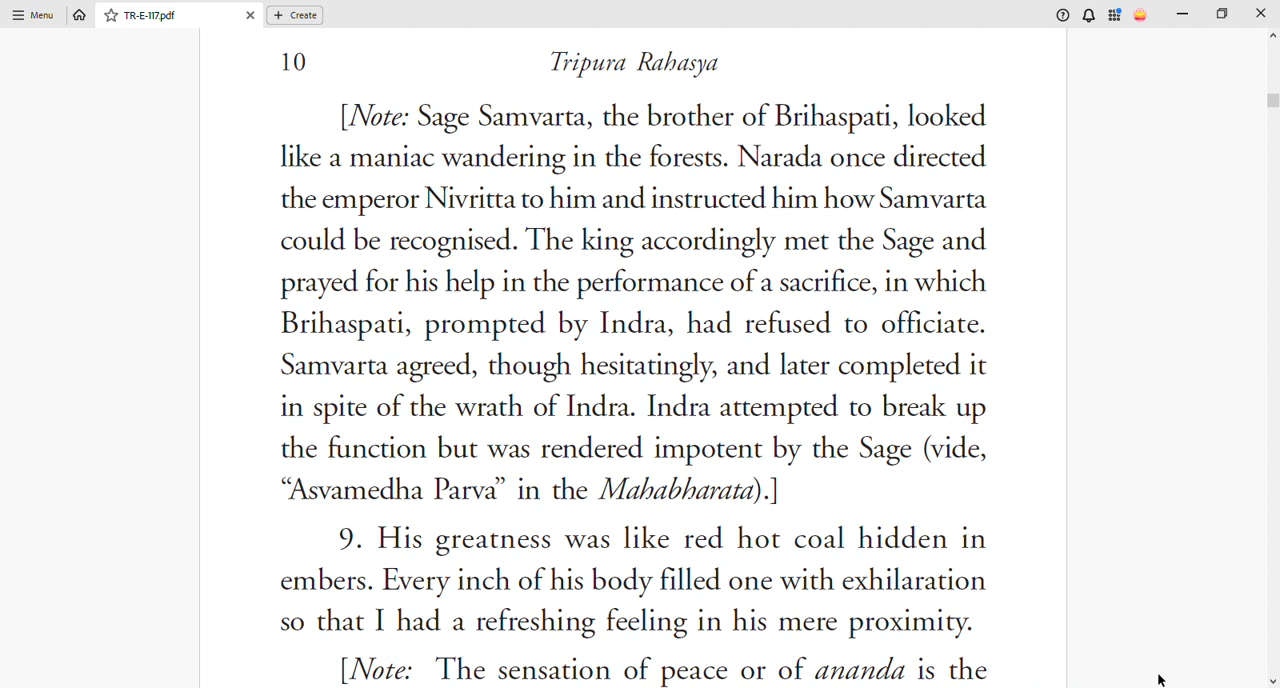 Menu
TR-E-117.pdf
Create
10 Tripura Rahasya
[Note: Sage Samvarta, the brother of Brihaspati, looked
like a maniac wandering in the forests. Narada once directed
the emperor Nivritta to him and instructed him how Samvarta
could be recognised. The king accordingly met the Sage and
prayed for his help in the performance of a sacrifice, in which
Brihaspati, prompted by Indra, had refused to officiate.
Samvarta agreed, though hesitatingly, and later completed it
in spite of the wrath of Indra. Indra attempted to break up
the function but was rendered impotent by the Sage (vide,
“Asvamedha Parva” in the Mahabharata).]
9. His greatness was like red hot coal hidden in
embers. Every inch of his body filled one with exhilaration
so that I had a refreshing feeling in his mere proximity.
[Note: The sensation of peace or of ananda is the